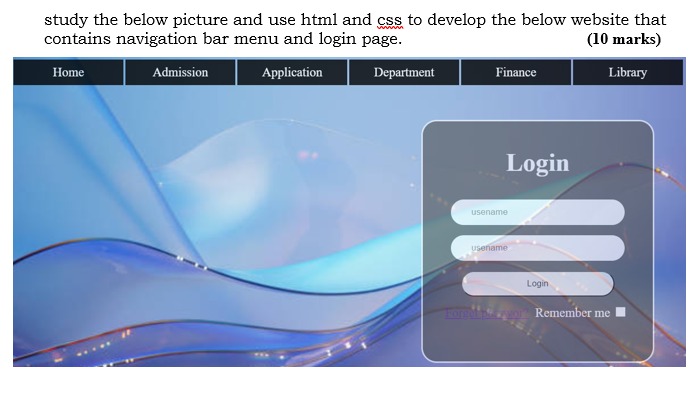 study the below picture and use html and css to develop the below website that
contains navigation bar menu and login page. (10 marks)
Home Admission Application Department Finance Library
Login
usename
usename
Login
Remember me